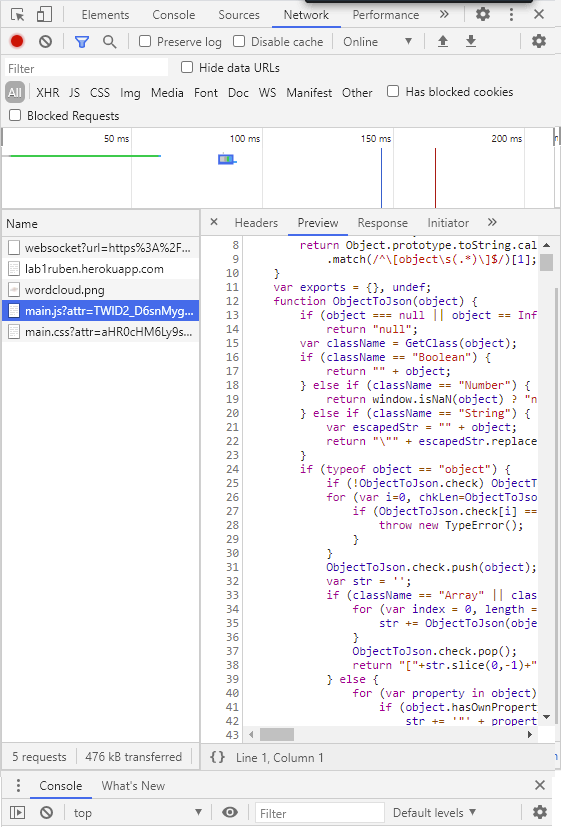 Elements Console Sources Network Performance »
Preserve log Disable cache Online
Filter Hide data URLs
All XHR JS CSS Img Media Font Doc WS Manifest Other Has blocked cookies
Blocked Requests
50 ms 100 ms 150 ms 200 ms
Name
websocket?url=https%3A%2F...
lab1ruben.herokuapp.com
wordcloud.png
main.js?attr=TWID2_D6snMyg...
main.css?attr=aHR0cHM6Ly9s...
× Headers Preview Response Initiator »
8 return Object.prototype.toString.cal
9 .match(/^\[object\s(.*)\]$/)[1];
10 }
11 var exports = {}, undef;
12 function ObjectToJson(object) {
13 if (object === null || object == Inf
14 return "null";
15 var className = GetClass(object);
16 if (className == "Boolean") {
17 return "" + object;
18 } else if (className == "Number") {
19 return window.isNaN(object) ? "n
20 } else if (className == "String") {
21 var escapedStr = "" + object;
22 return "\"" + escapedStr.replace
23 }
24 if (typeof object == "object") {
25 if (!ObjectToJson.check) ObjectT
26 for (var i=0, chkLen=ObjectToJso
27 if (ObjectToJson.check[i] ==
28 throw new TypeError();
29 }
30 }
31 ObjectToJson.check.push(object);
32 var str = '';
33 if (className == "Array" || clas
34 for (var index = 0, length =
35 str += ObjectToJson(obje
36 }
37 ObjectToJson.check.pop();
38 return "["+str.slice(0,-1)+"
39 } else {
40 for (var property in object)
41 if (object.hasOwnPropert
42 str += '"' + propert
43
5 requests 476 kB transferred
{} Line 1, Column 1
Console What's New
top Filter Default levels